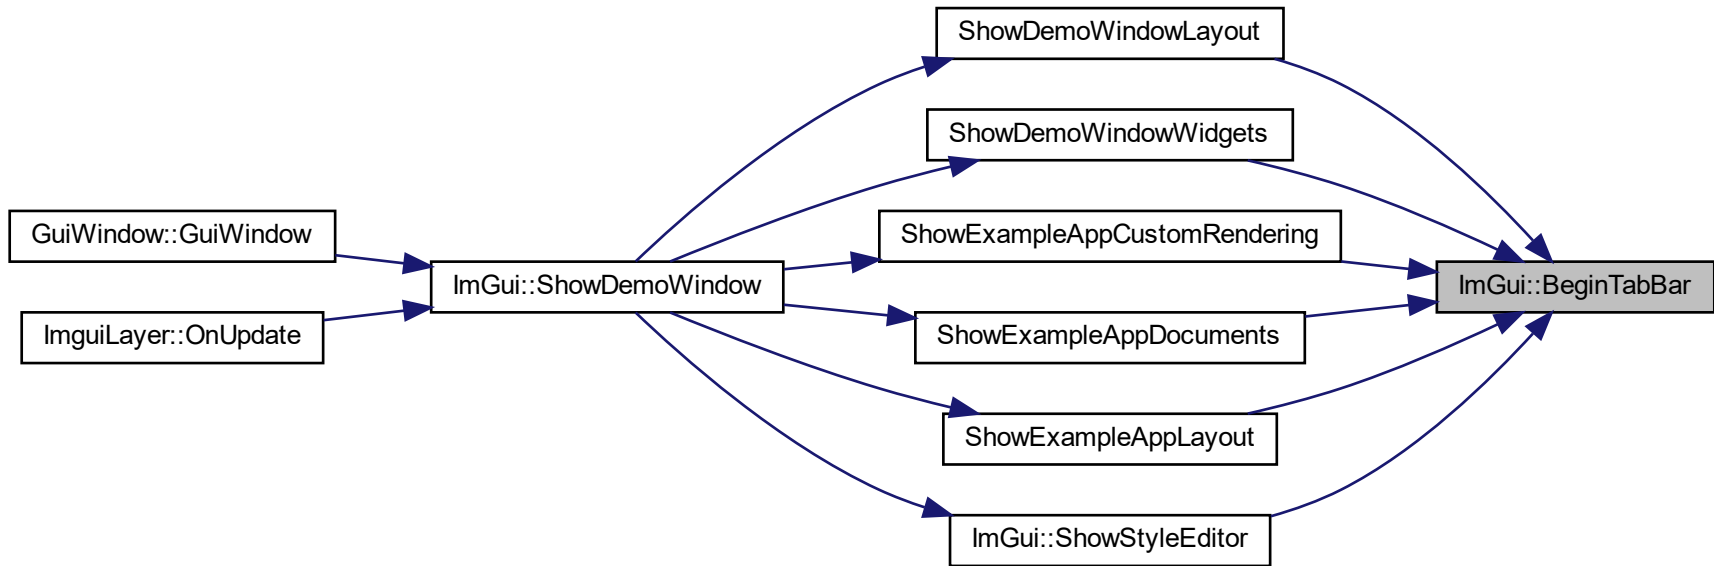 ShowDemoWindowLayout
ShowDemoWindowWidgets
GuiWindow::GuiWindow
ShowExampleAppCustomRendering
ImGui::ShowDemoWindow
ImGui::BeginTabBar
ImguiLayer::OnUpdate
ShowExampleAppDocuments
ShowExampleAppLayout
ImGui::ShowStyleEditor